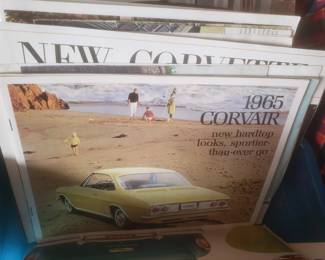 NEW CORVETTE
1965
CORVAIR
new hardtop
looks, sportier-
than-ever go